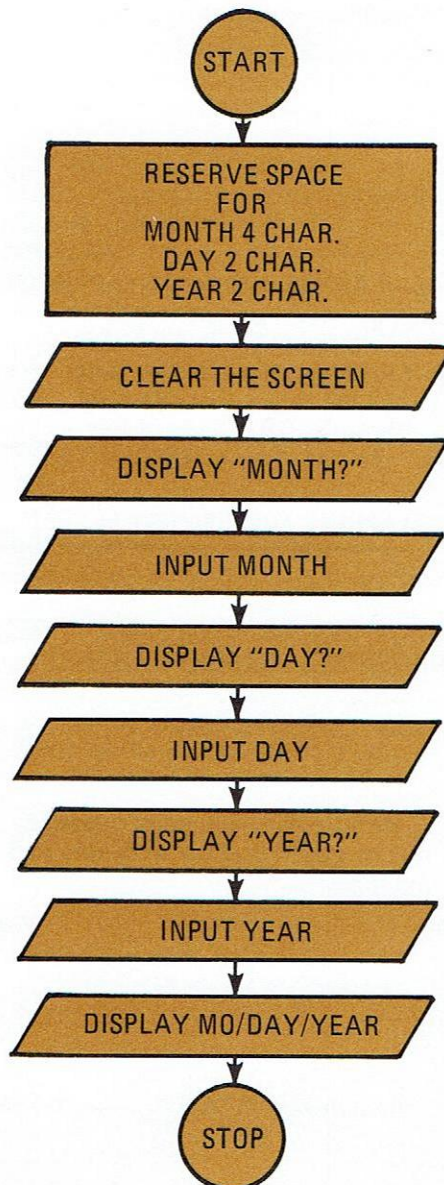 START
RESERVE SPACE
FOR
MONTH 4 CHAR.
DAY 2 CHAR.
YEAR 2 CHAR.
CLEAR THE SCREEN
DISPLAY "MONTH?"
INPUT MONTH
DISPLAY "DAY?"
INPUT DAY
DISPLAY "YEAR?"
INPUT YEAR
DISPLAY MO/DAY/YEAR
STOP